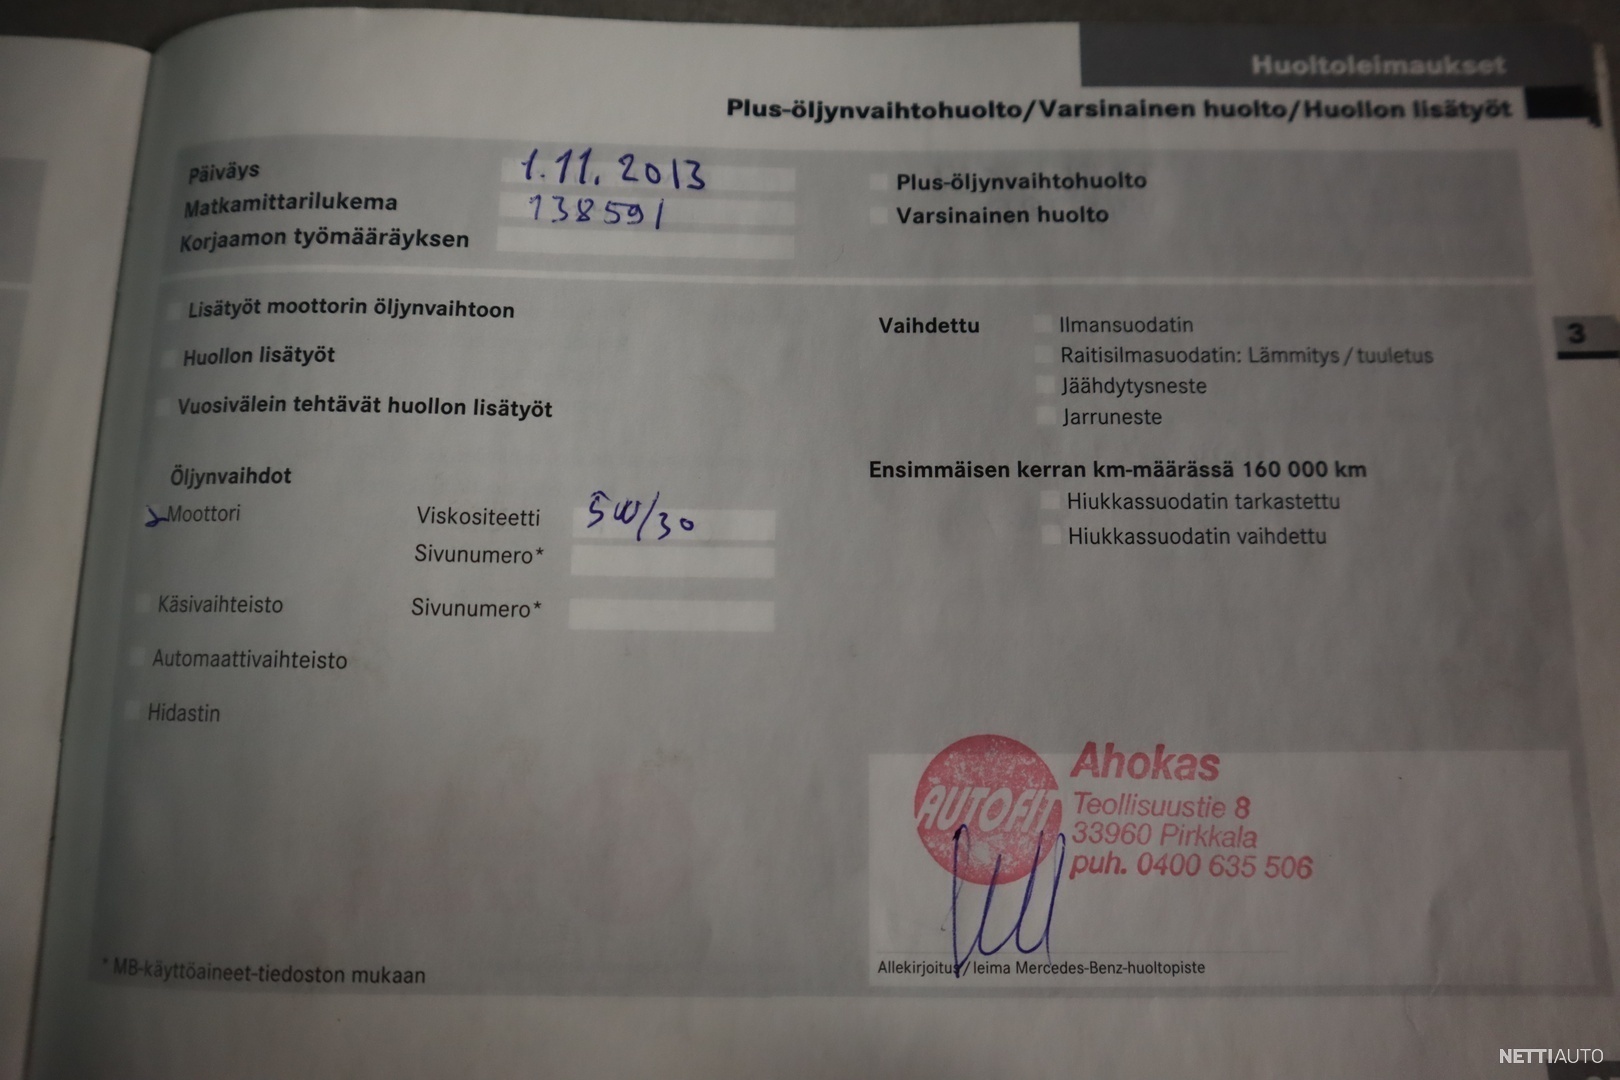 Huoltoleimaukset
Plus-öljynvaihtohuolto/Varsinainen huolto/Huollon lisätyöt
Päiväys 1.11.2013
Matkamittarilukema 138591
Korjaamon työmääräyksen
Plus-öljynvaihtohuolto
Varsinainen huolto
Lisätyöt moottorin öljynvaihtoon
Huollon lisätyöt
Vuosivälein tehtävät huollon lisätyöt
Vaihdettu Ilmansuodatin
Raitisilmasuodatin: Lämmitys / tuuletus
Jäähdytysneste
Jarruneste
3
Öljynvaihdot
Moottori Viskositeetti 5W/30
Sivunumero*
Käsivaihteisto Sivunumero*
Automaattivaihteisto
Hidastin
Ensimmäisen kerran km-määrässä 160 000 km
Hiukkassuodatin tarkastettu
Hiukkassuodatin vaihdettu
AUTOFIT
Ahokas
Teollisuustie 8
33960 Pirkkala
puh. 0400 635 506
* MB-käyttöaineet-tiedoston mukaan
Allekirjoitus/leima Mercedes-Benz-huoltopiste
NETTIAUTO